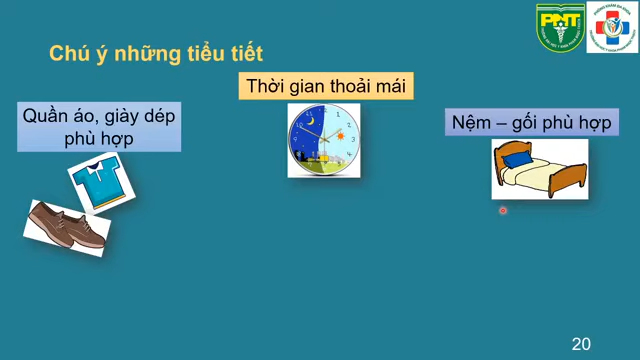 PNT
Chú ý những tiểu tiết
Thời gian thoải mái
Quần áo, giày dép
phù hợp
Nệm – gối phù hợp
20